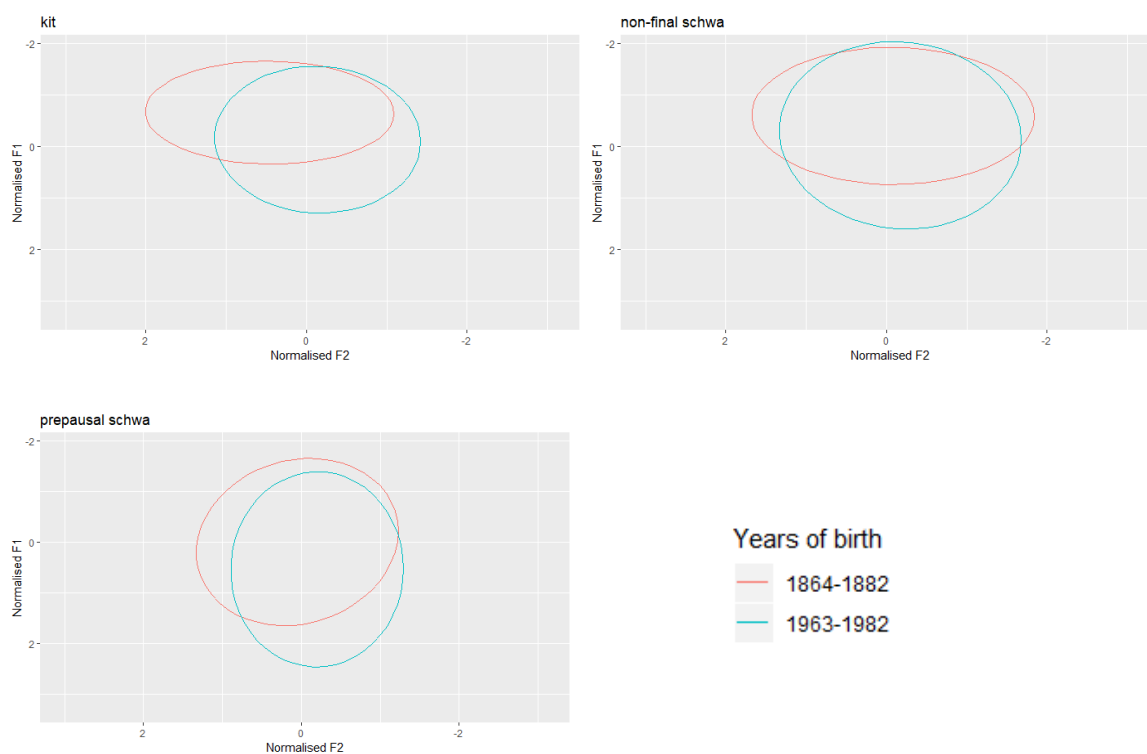 kit
-2
0
2
Normalised F1
2
0
-2
Normalised F2
non-final schwa
-2
0
2
Normalised F1
2
0
-2
Normalised F2
prepausal schwa
-2
0
2
Normalised F1
2
0
-2
Normalised F2
Years of birth
1864-1882
1963-1982